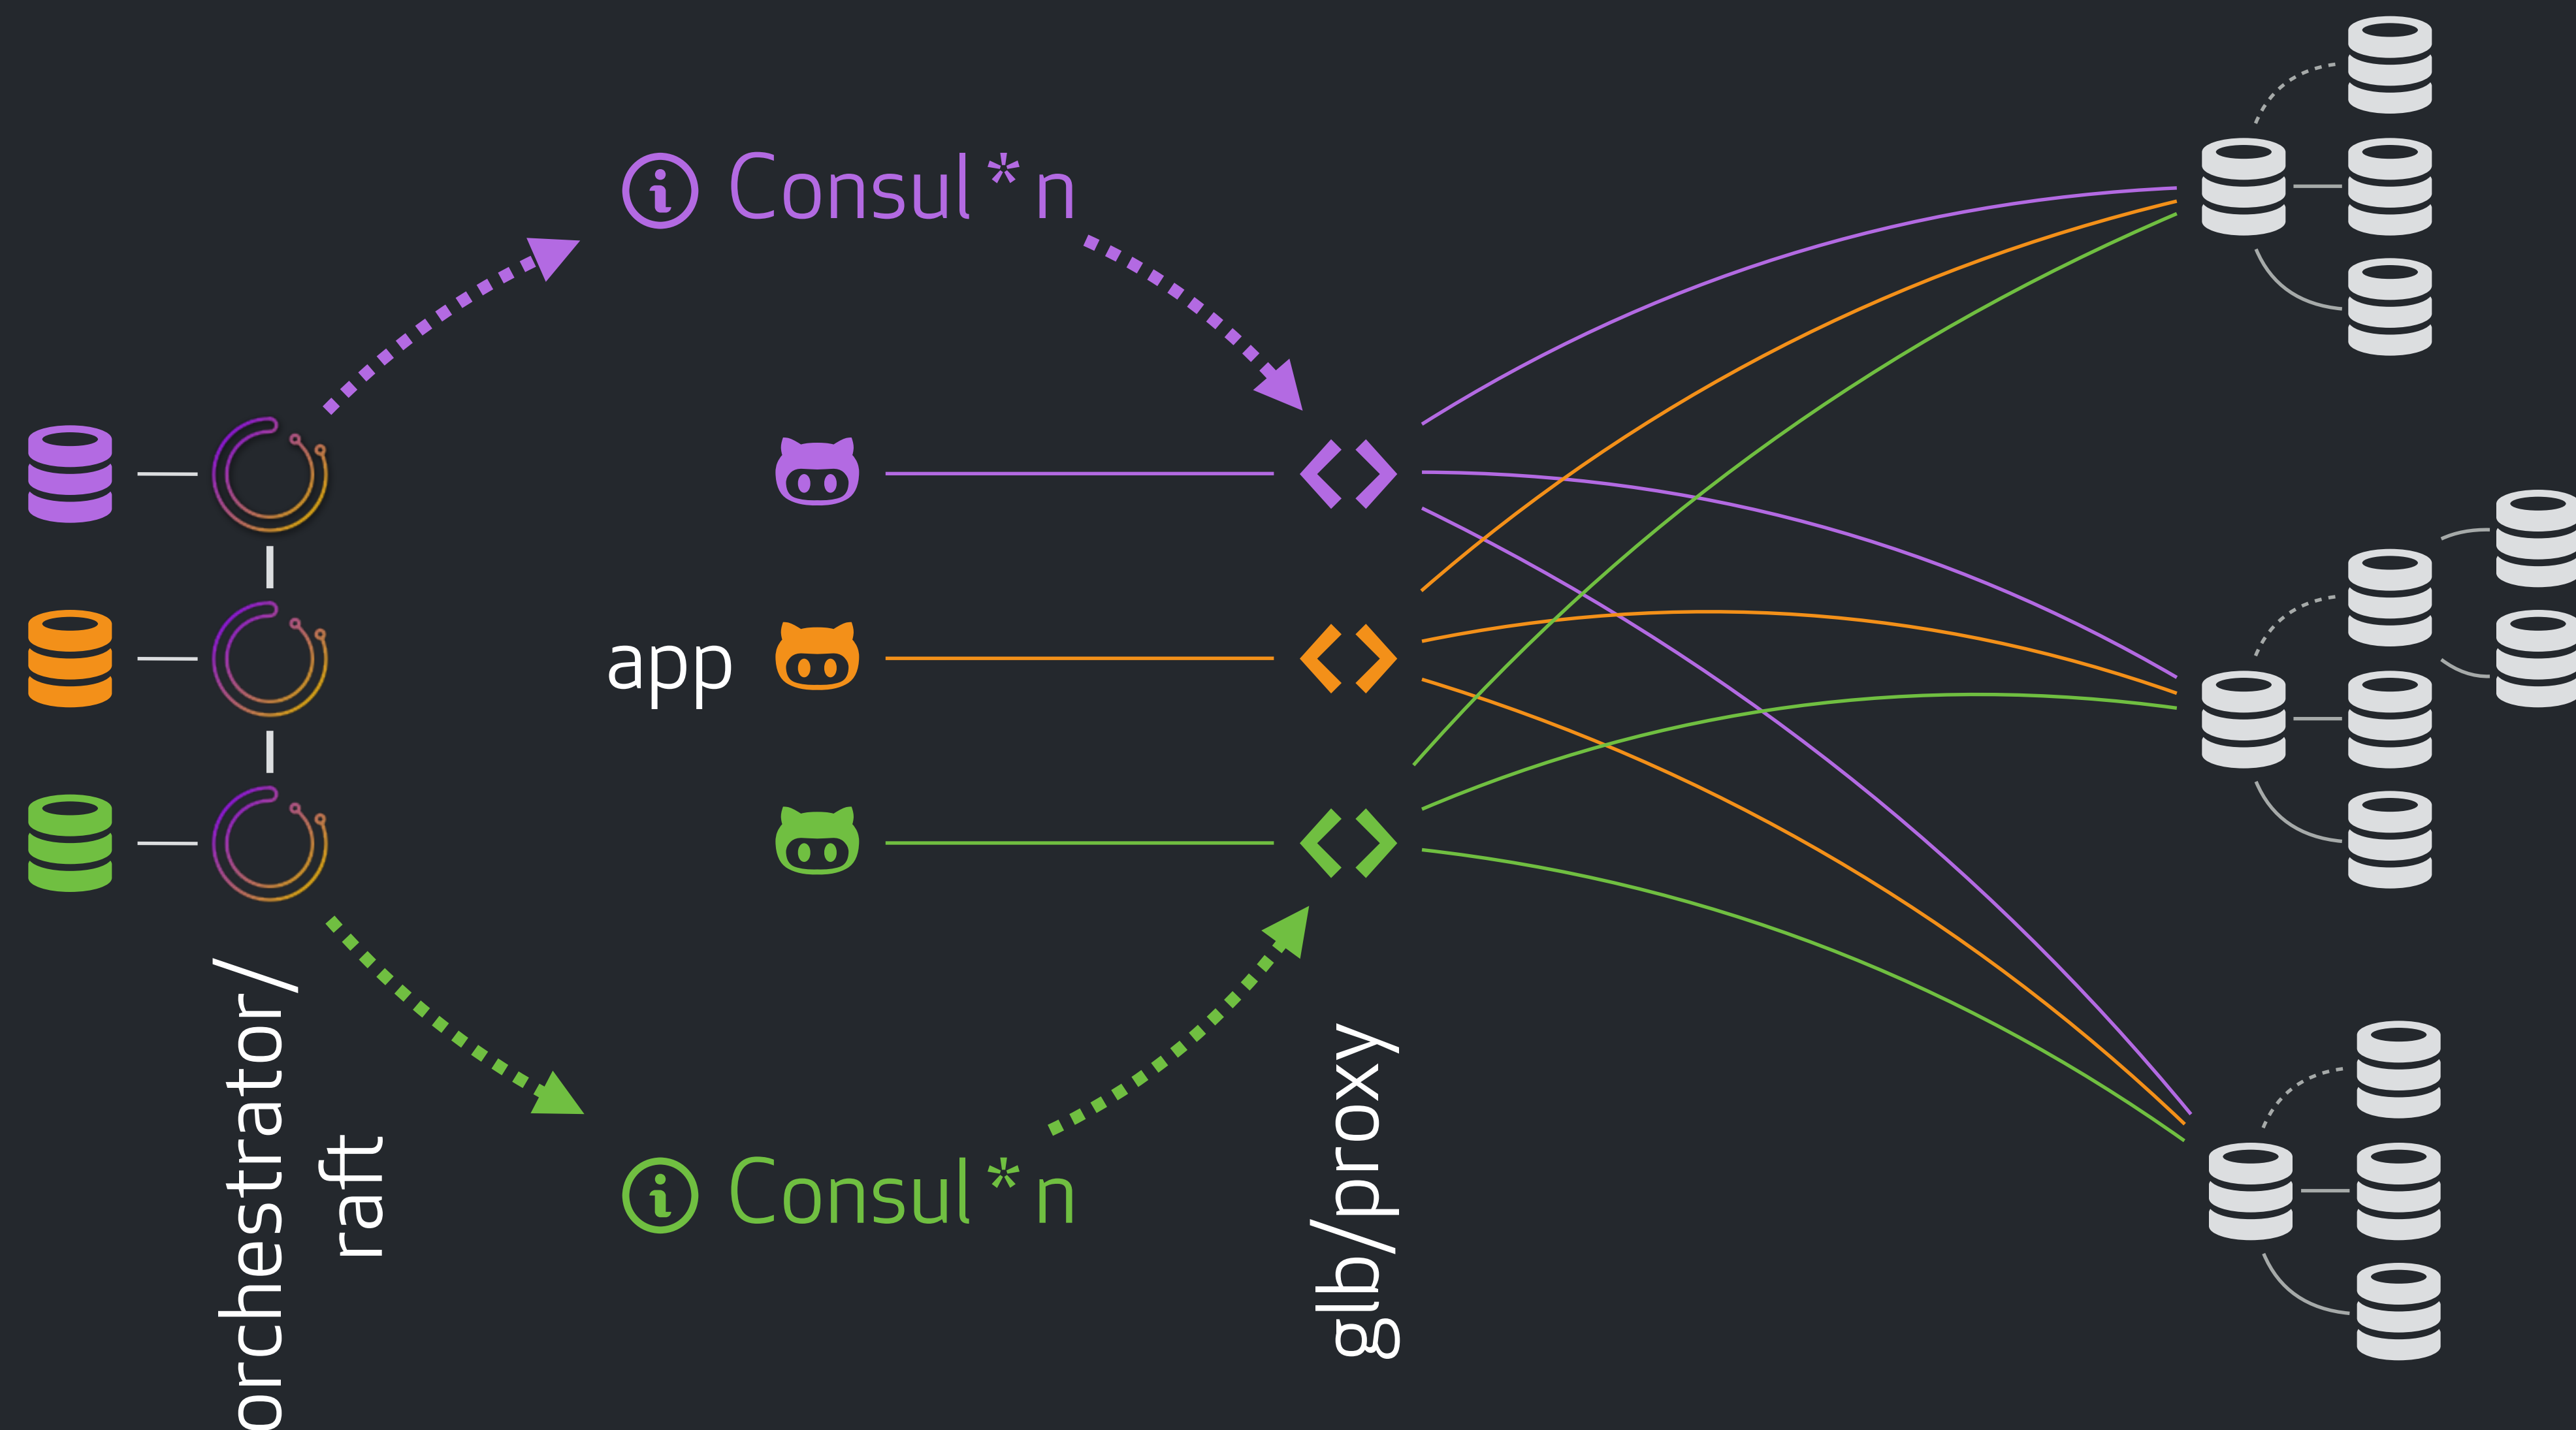 Consul*n
app
orchestrator/
raft
Consul*n
glb/proxy